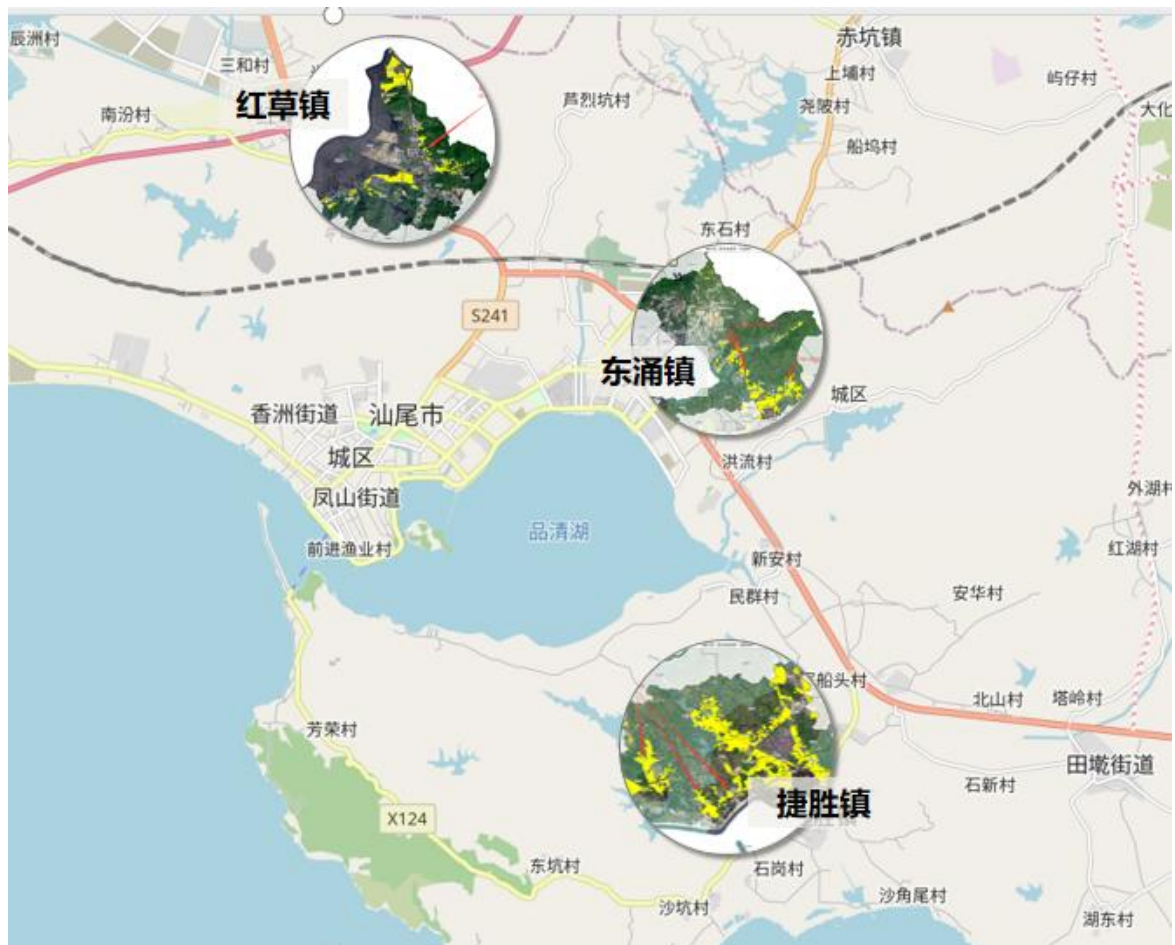 辰洲村
赤坑镇
三和村
上埔村
屿仔村
红草镇
芦烈坑村
尧陂村
大化
南汾村
船坞村
东石村
S241
东涌镇
城区
香洲街道
汕尾市
城区
洪流村
凤山街道
外湖村
品清湖
前进渔业村
新安村
红湖村
民群村
安华村
船头村
北山村
塔岭村
芳荣村
田墘街道
石新村
捷胜镇
X124
东坑村
石岗村
沙坑村
沙角尾村
湖东村